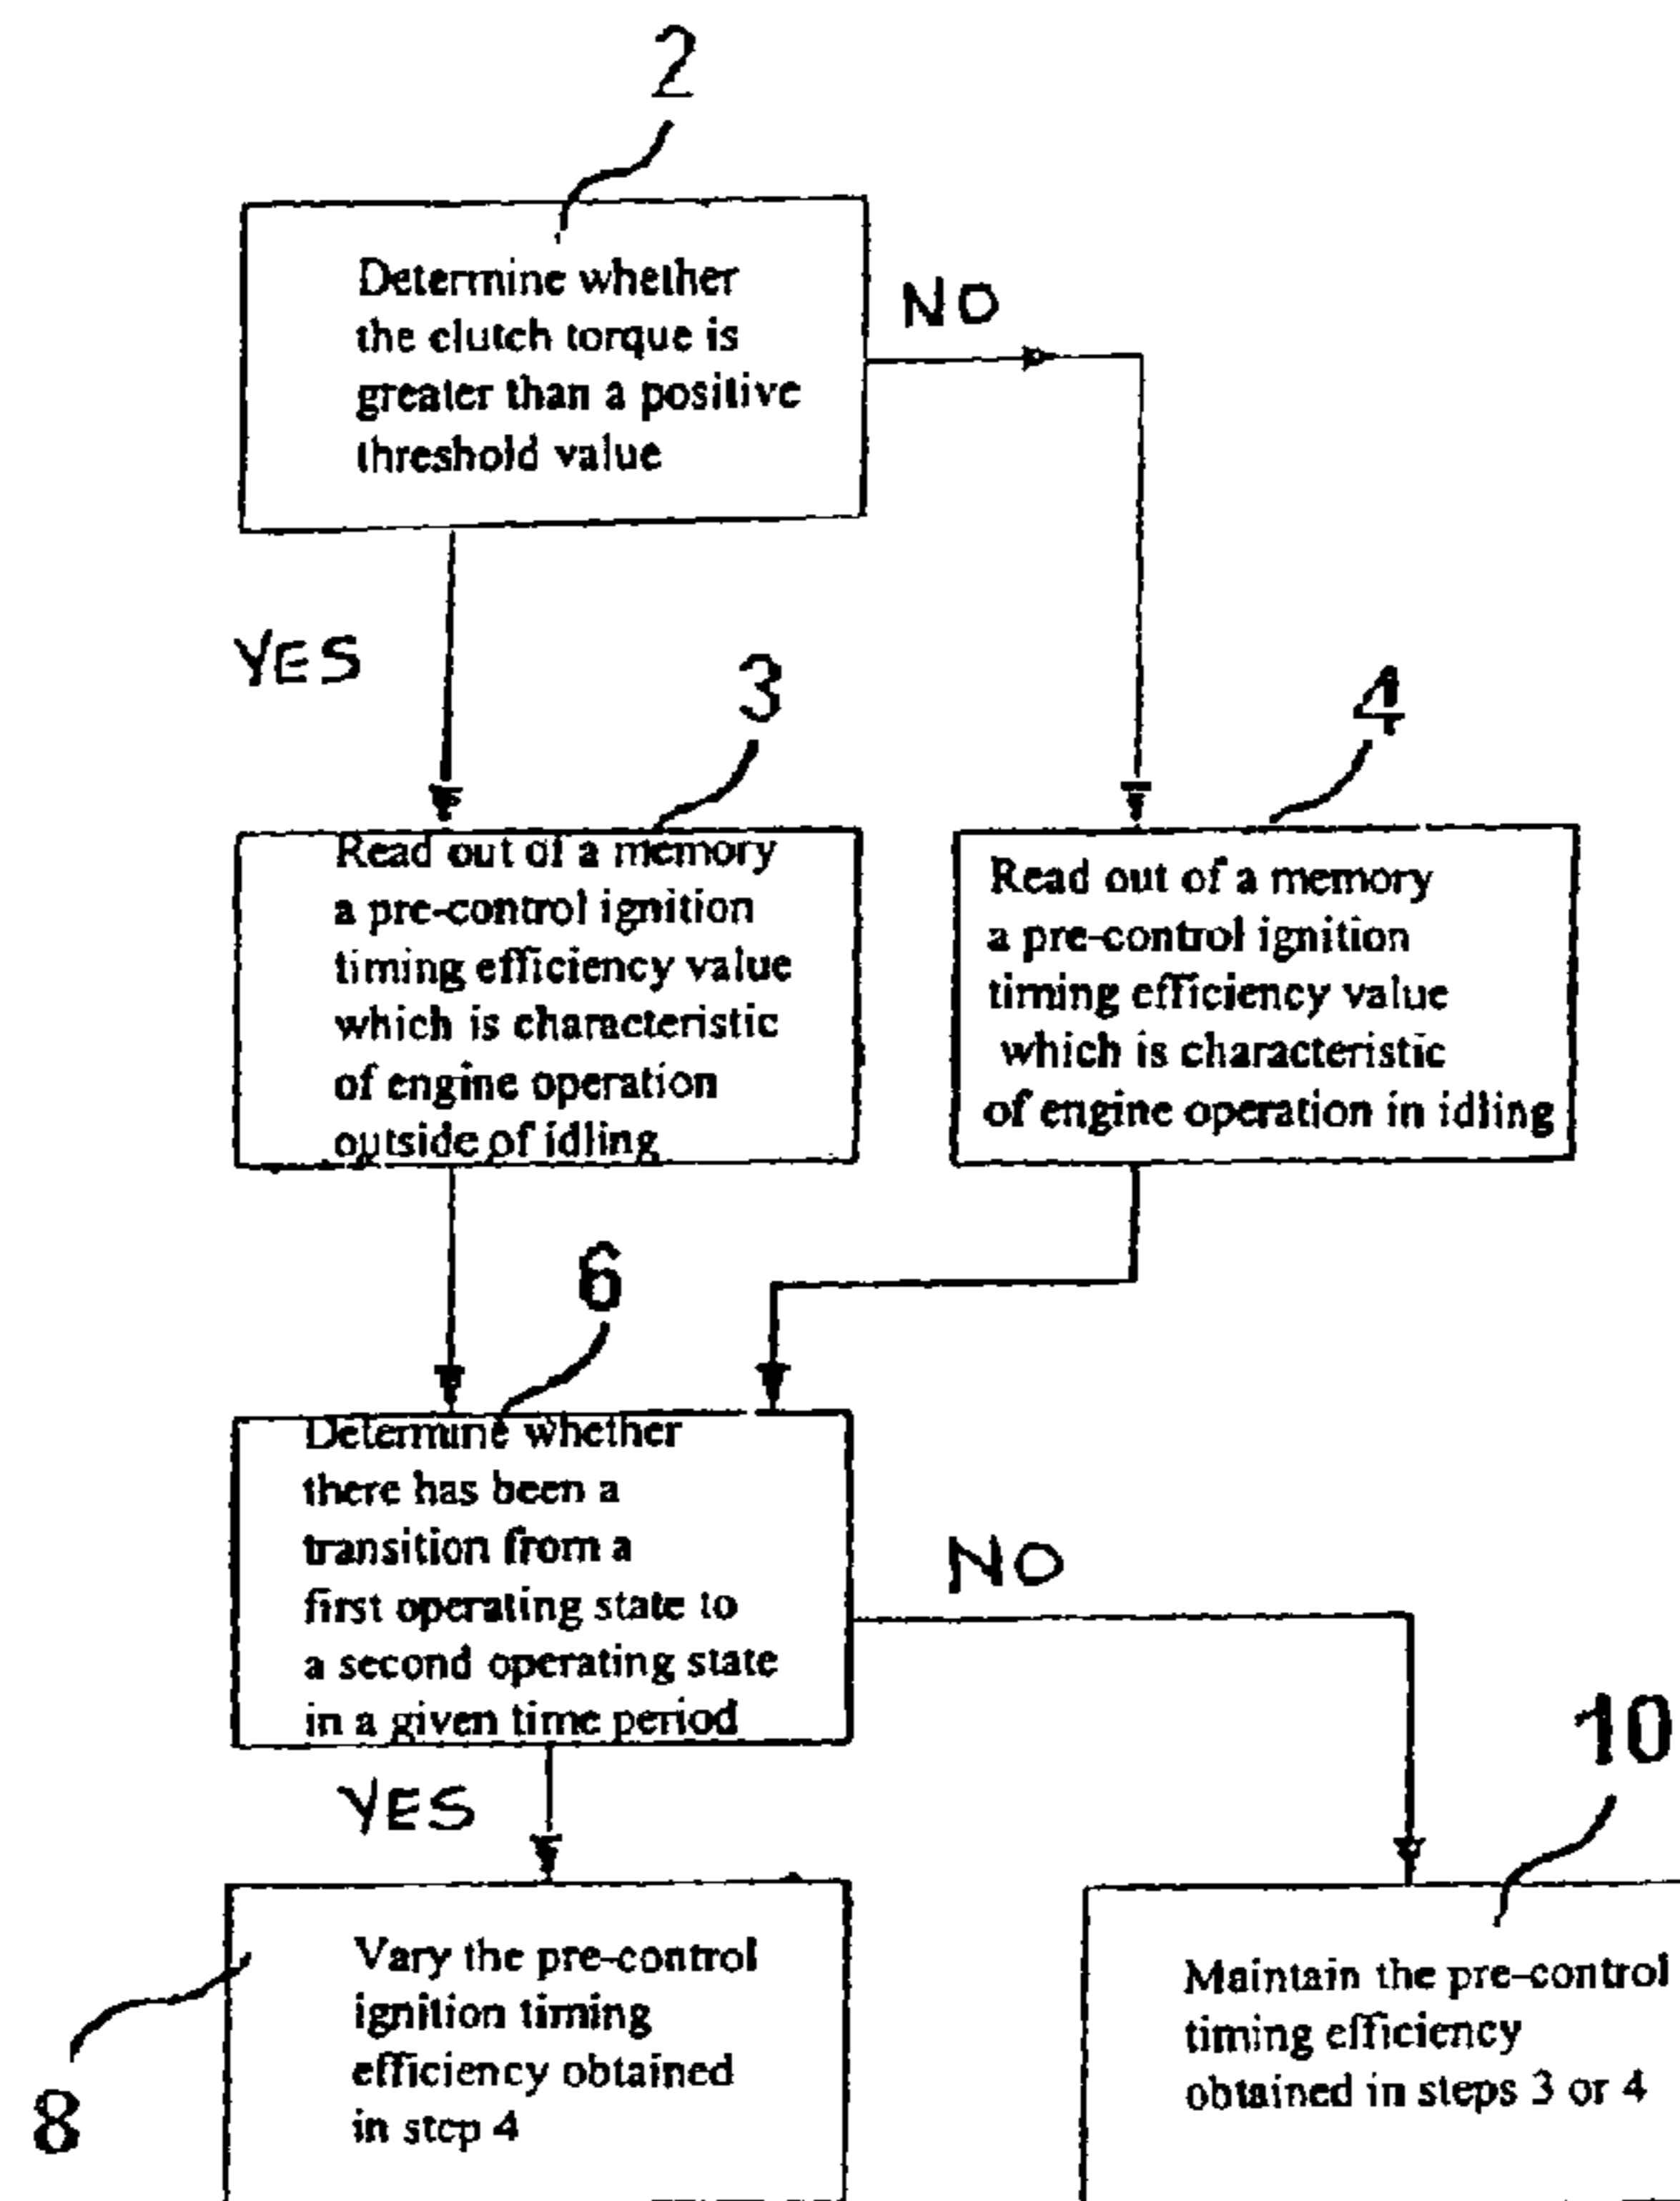 2
Determine whether
the clutch torque is
greater than a positive
threshold value
NO
YES
3
4
Read out of a memory
a pre-control ignition
timing efficiency value
which is characteristic
of engine operation
outside of idling
Read out of a memory
a pre-control ignition
timing efficiency value
which is characteristic
of engine operation in idling
6
Determine whether
there has been a
transition from a
first operating state to
a second operating state
in a given time period
NO
YES
10
8
Vary the pre-control
ignition timing
efficiency obtained
in step 4
Maintain the pre-control
timing efficiency
obtained in steps 3 or 4